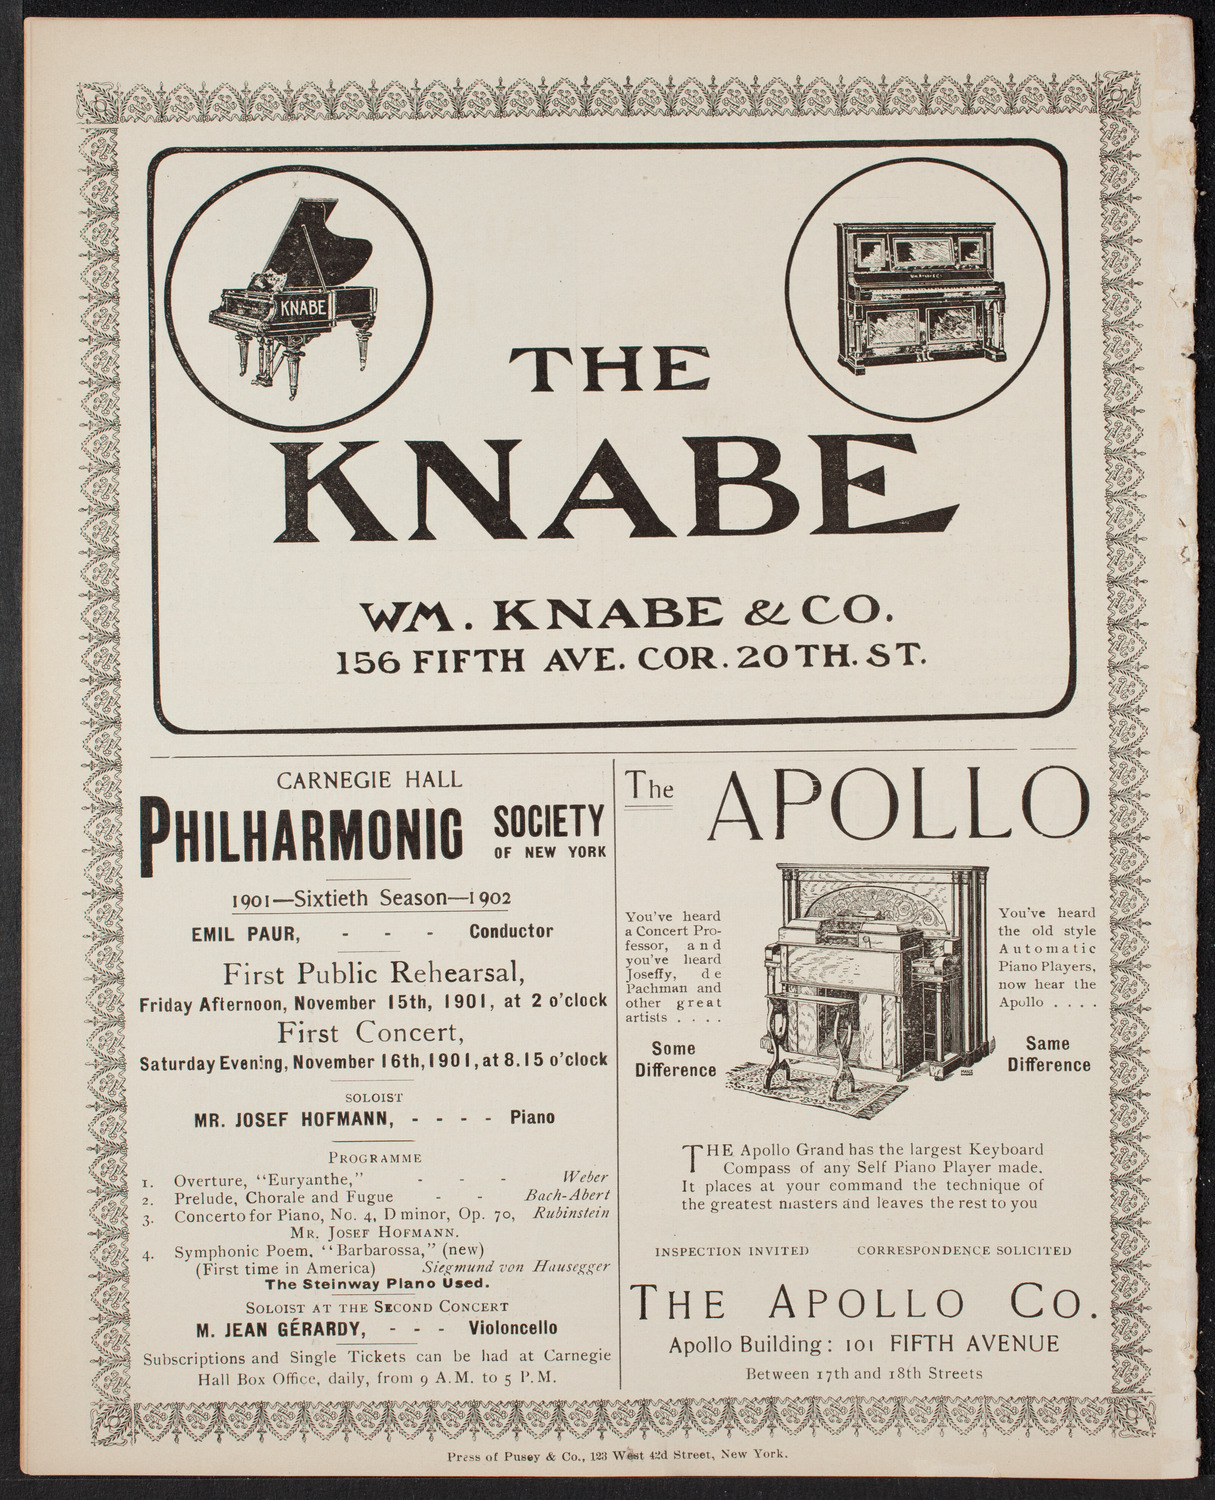 KNABE
THE
KNABE
WM. KNABE & CO.
156 FIFTH AVE. COR. 20TH. ST.
CARNEGIE HALL
PHILHARMONIC SOCIETY
OF NEW YORK
1901—Sixtieth Season—1902
EMIL PAUR, - - - Conductor
First Public Rehearsal,
Friday Afternoon, November 15th, 1901, at 2 o'clock
First Concert,
Saturday Evening, November 16th, 1901, at 8.15 o'clock
SOLOIST
MR. JOSEF HOFMANN, - - - - Piano
PROGRAMME
1. Overture, "Euryanthe," - - - Weber
2. Prelude, Chorale and Fugue - - Bach-Abert
3. Concerto for Piano, No. 4, D minor, Op. 70, Rubinstein
MR. JOSEF HOFMANN.
4. Symphonic Poem, "Barbarossa," (new)
(First time in America) Siegmund von Hausegger
The Steinway Piano Used.
SOLOIST AT THE SECOND CONCERT
M. JEAN GÉRARDY, - - - Violoncello
Subscriptions and Single Tickets can be had at Carnegie
Hall Box Office, daily, from 9 A.M. to 5 P.M.
The APOLLO
You've heard
a Concert Pro-
fessor, and
you've heard
Joseffy, de
Pachman and
other great
artists . . . .
Some
Difference
You've heard
the old style
Automatic
Piano Players,
now hear the
Apollo . . . .
Same
Difference
THE Apollo Grand has the largest Keyboard
Compass of any Self Piano Player made.
It places at your command the technique of
the greatest masters and leaves the rest to you
INSPECTION INVITED CORRESPONDENCE SOLICITED
THE APOLLO CO.
Apollo Building: 101 FIFTH AVENUE
Between 17th and 18th Streets
Press of Pusey & Co., 123 West 42d Street, New York.